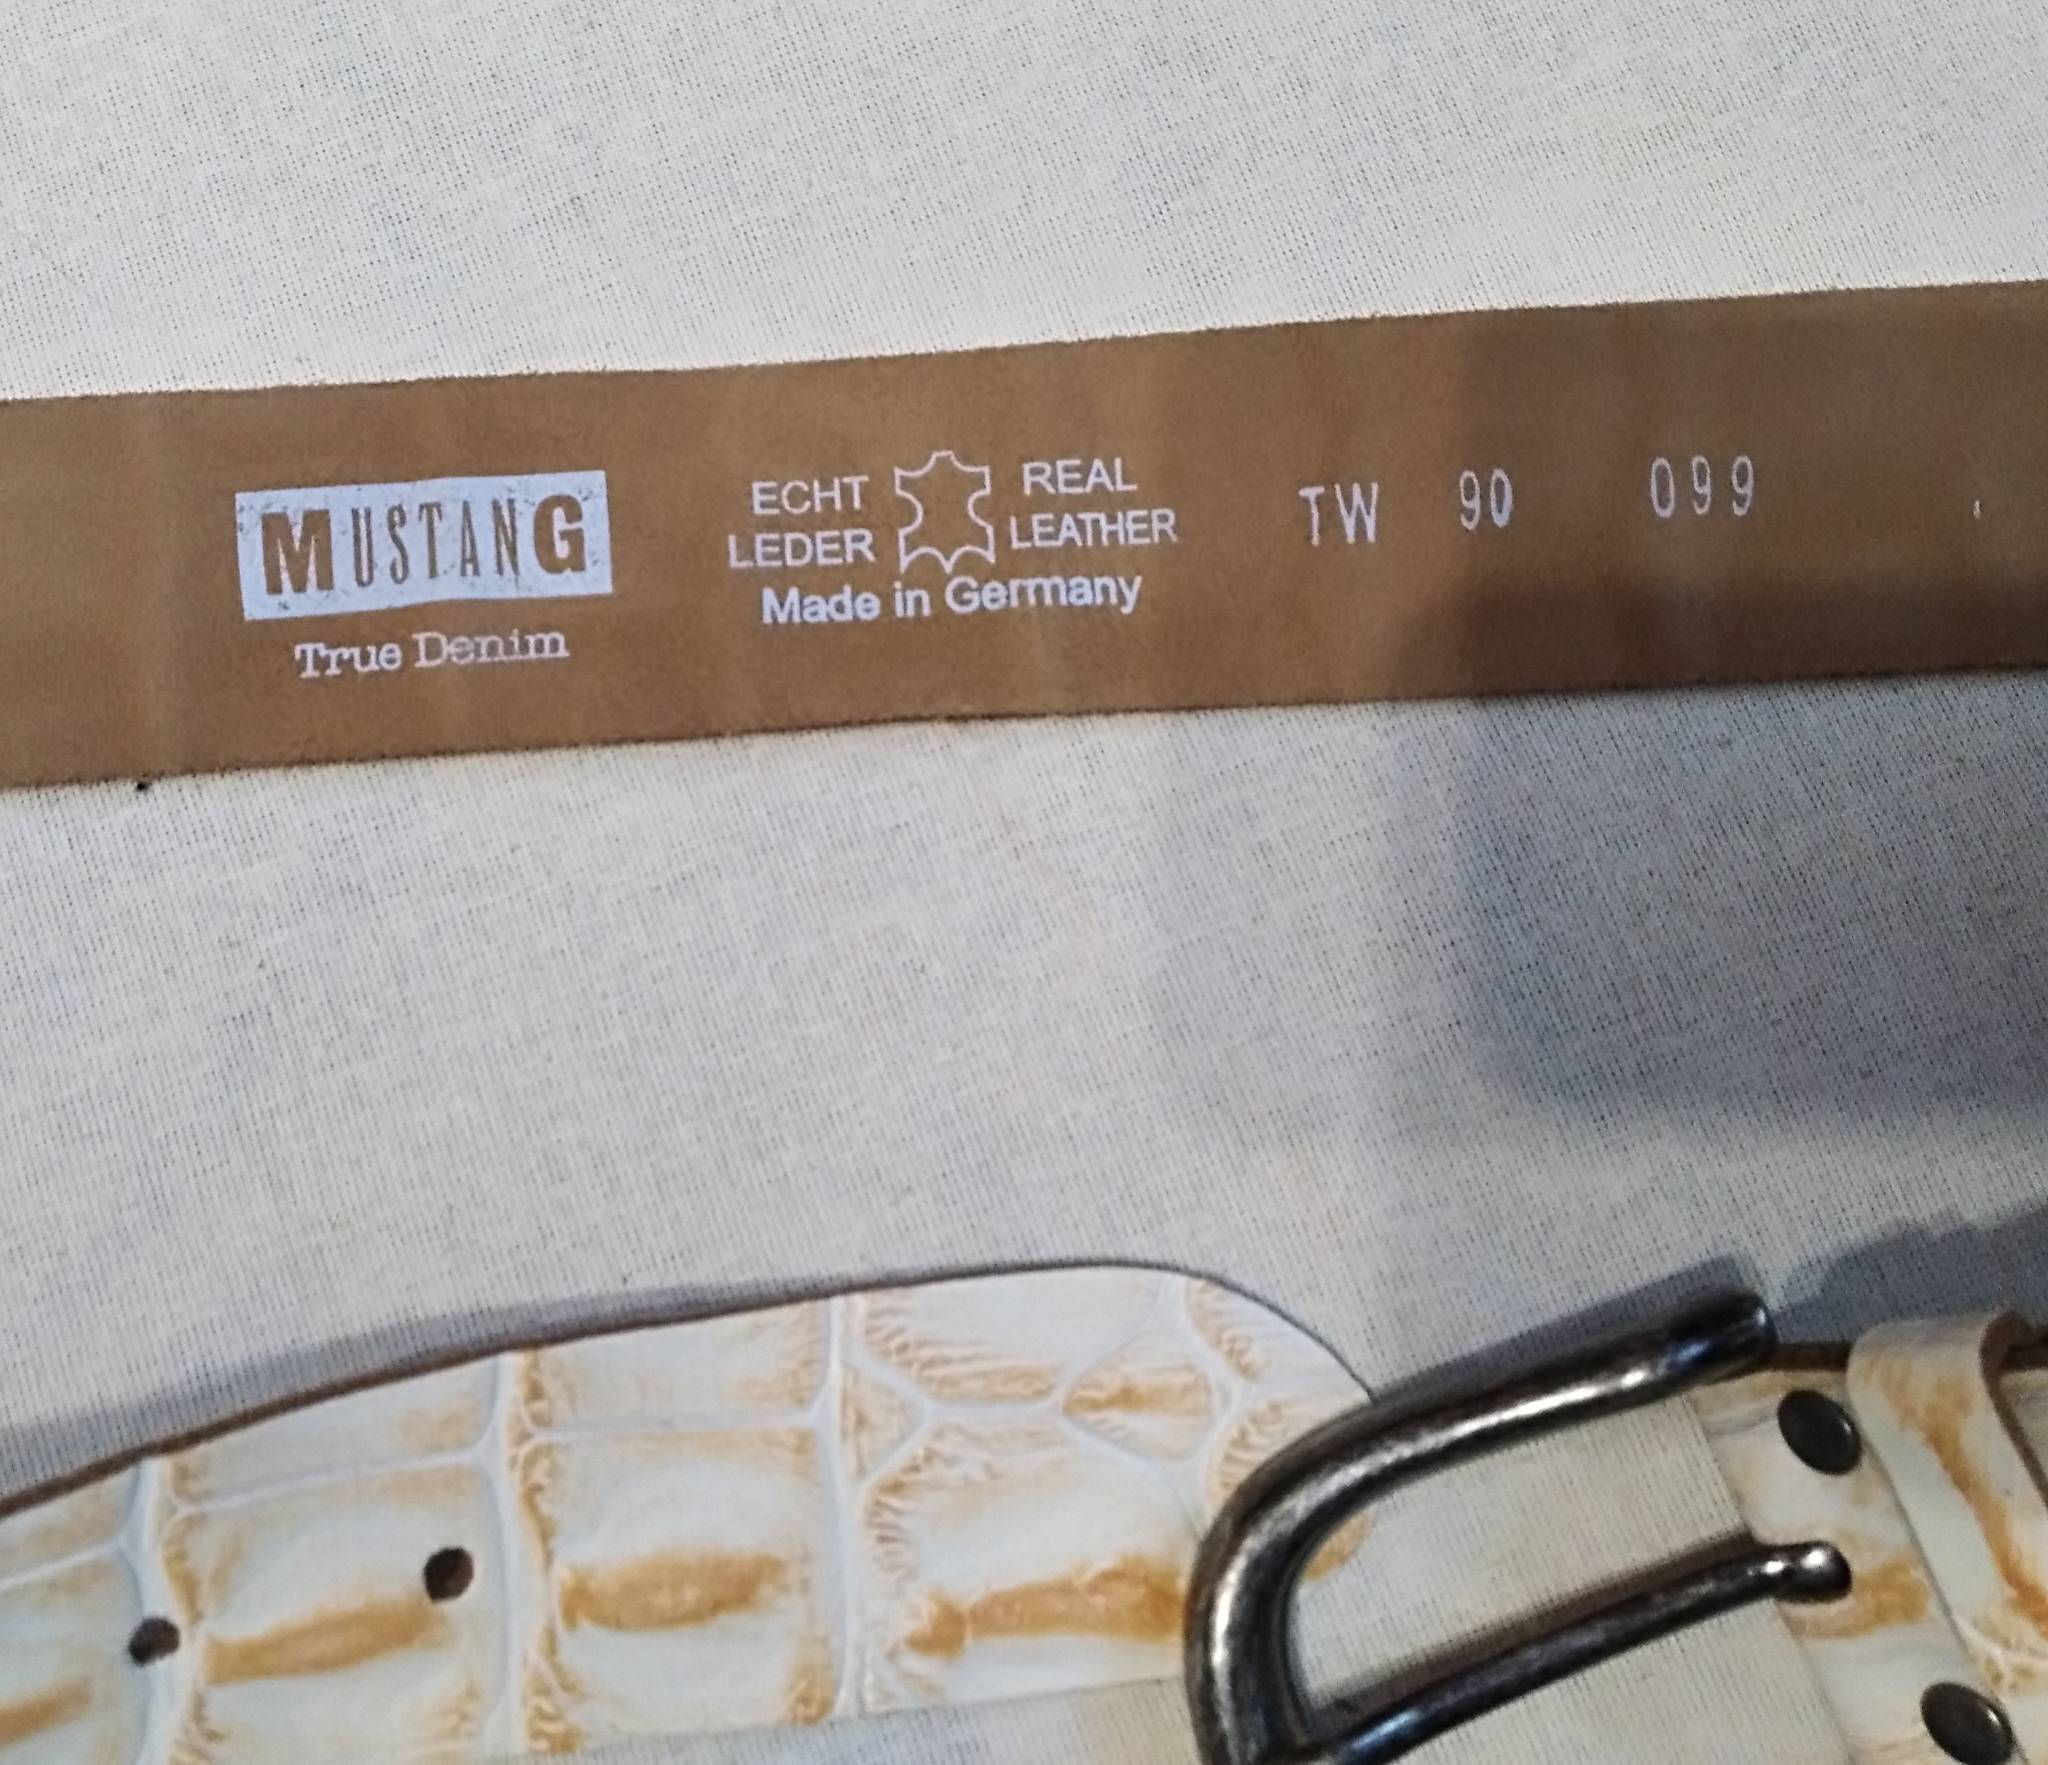 MUSTANG
True Denim
ECHT LEDER
REAL LEATHER
Made in Germany
TW 90 099